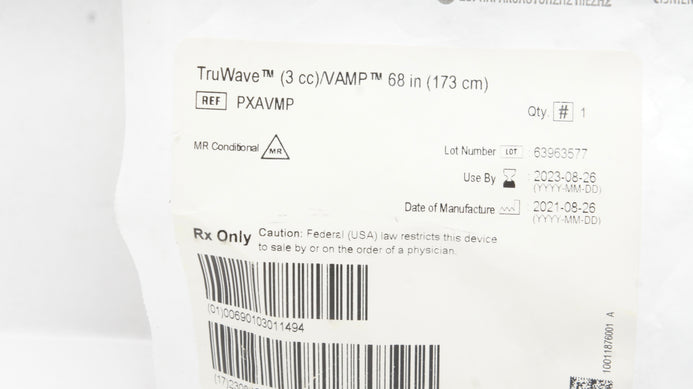 TruWave™ (3 cc)/VAMP™ 68 in (173 cm)
REF PXAVMP
Qty. # 1
MR Conditional MR
Lot Number LOT : 63963577
Use By : 2023-08-26
(YYYY-MM-DD)
Date of Manufacture : 2021-08-26
(YYYY-MM-DD)
Rx Only Caution: Federal (USA) law restricts this device
to sale by or on the order of a physician.
(01)00690103011494
10011876001 A